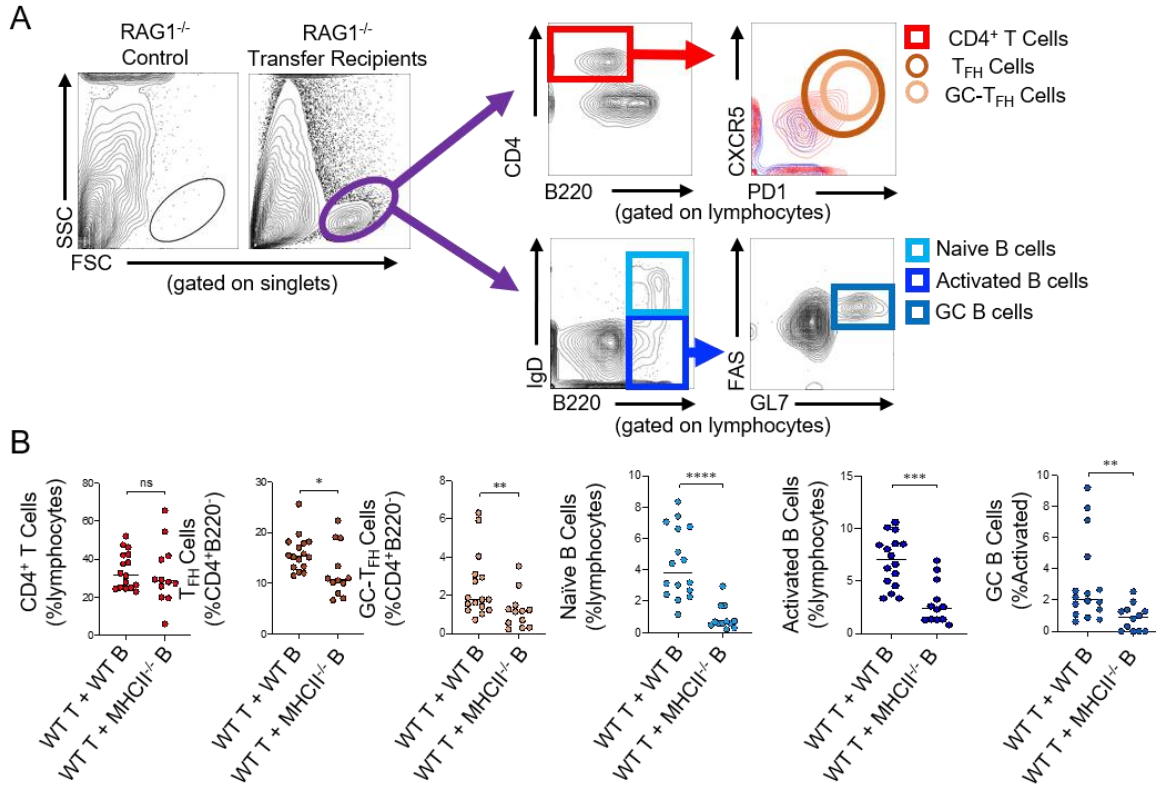 A
RAG1-/-
Control
RAG1-/-
Transfer Recipients
SSC
FSC
(gated on singlets)
CD4
B220
(gated on lymphocytes)
CXCR5
PD1
CD4+ T Cells
TFH Cells
GC-TFH Cells
IgD
B220
(gated on lymphocytes)
FAS
GL7
Naive B cells
Activated B cells
GC B cells
B
CD4+ T Cells
(%lymphocytes)
100
80
60
40
20
0
ns
WT T + WT B
WT T + MHCII-/- B
TFH Cells
(%CD4+B220-)
30
20
10
0
*
WT T + WT B
WT T + MHCII-/- B
GC-TFH Cells
(%CD4+B220-)
8
6
4
2
0
**
WT T + WT B
WT T + MHCII-/- B
Naïve B Cells
(%lymphocytes)
10
8
6
4
2
0
****
WT T + WT B
WT T + MHCII-/- B
Activated B Cells
(%lymphocytes)
15
10
5
0
***
WT T + WT B
WT T + MHCII-/- B
GC B Cells
(%Activated)
10
8
6
4
2
0
**
WT T + WT B
WT T + MHCII-/- B